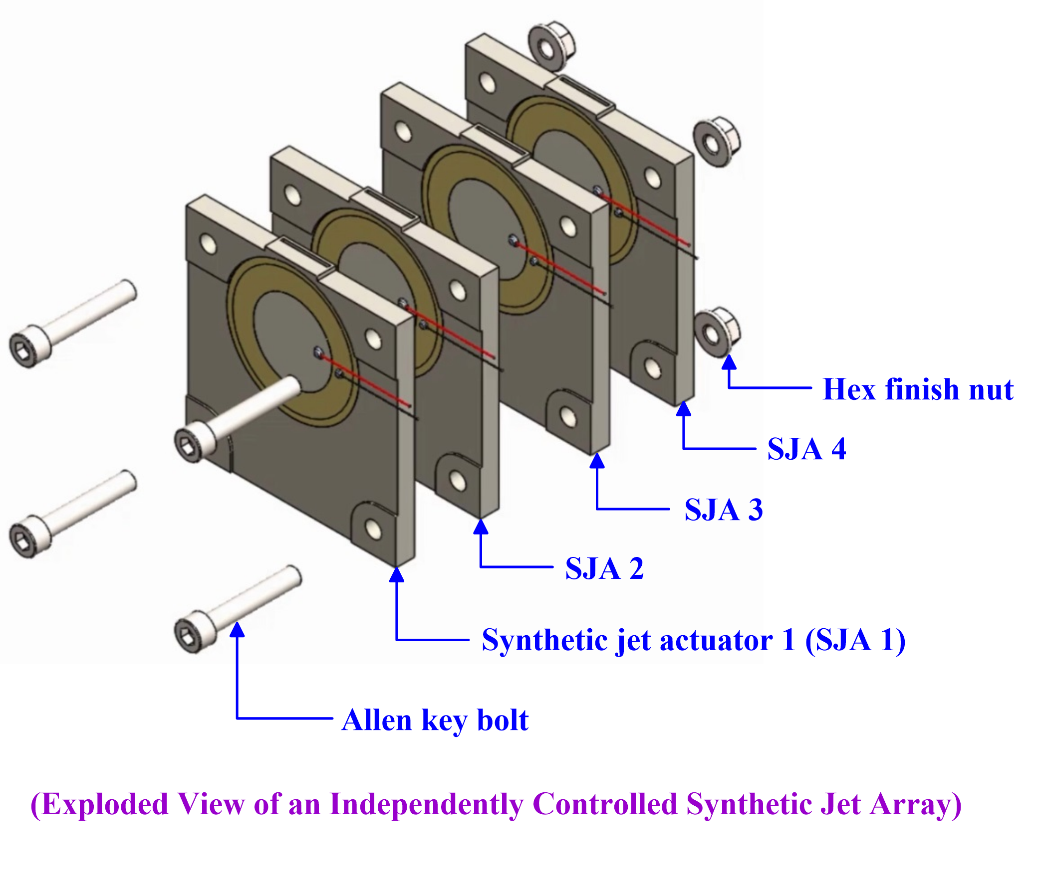 Hex finish nut
SJA 4
SJA 3
SJA 2
Synthetic jet actuator 1 (SJA 1)
Allen key bolt
(Exploded View of an Independently Controlled Synthetic Jet Array)